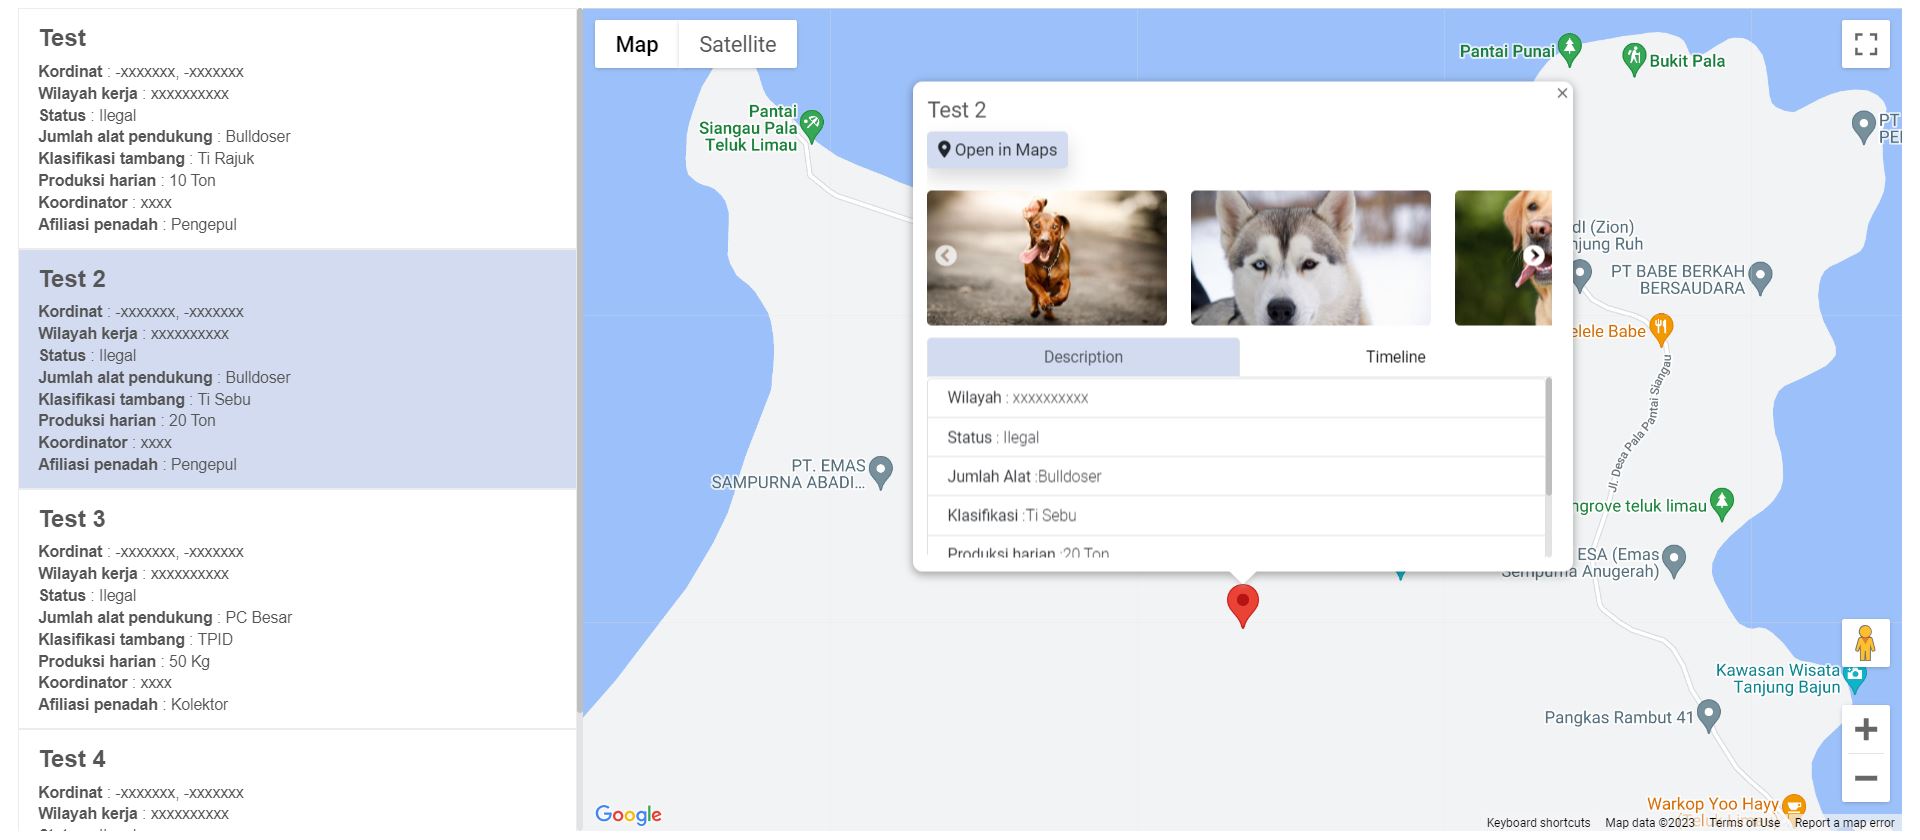 Test
Kordinat : -xxxxxxx, -xxxxxxx
Wilayah kerja : xxxxxxxxxx
Status : Ilegal
Jumlah alat pendukung : Bulldoser
Klasifikasi tambang : Ti Rajuk
Produksi harian : 10 Ton
Koordinator : xxxx
Afiliasi penadah : Pengepul
Test 2
Kordinat : -xxxxxxx, -xxxxxxx
Wilayah kerja : xxxxxxxxxx
Status : Ilegal
Jumlah alat pendukung : Bulldoser
Klasifikasi tambang : Ti Sebu
Produksi harian : 20 Ton
Koordinator : xxxx
Afiliasi penadah : Pengepul
Test 3
Kordinat : -xxxxxxx, -xxxxxxx
Wilayah kerja : xxxxxxxxxx
Status : Ilegal
Jumlah alat pendukung : PC Besar
Klasifikasi tambang : TPID
Produksi harian : 50 Kg
Koordinator : xxxx
Afiliasi penadah : Kolektor
Test 4
Kordinat : -xxxxxxx, -xxxxxxx
Wilayah kerja : xxxxxxxxxx
Map Satellite
Pantai Punai
Bukit Pala
Pantai
Siangau Pala
Teluk Limau
PT
Test 2
Open in Maps
Description Timeline
Wilayah : xxxxxxxxxx
Status : Ilegal
Jumlah Alat :Bulldoser
Klasifikasi :Ti Sebu
Produksi harian :20 Ton
(Zion)
Ruh
PT BABE BERKAH
BERSAUDARA
Babe
Jl. Desa Pala Pantai Siangau
PT. EMAS
SAMPURNA ABADI...
teluk limau
ESA (Emas
Sempurna Anugerah)
Kawasan Wisata
Tanjung Bajun
Pangkas Rambut 41
Warkop Yoo Hayy
Google
Keyboard shortcuts Map data ©2023 Terms of Use Report a map error